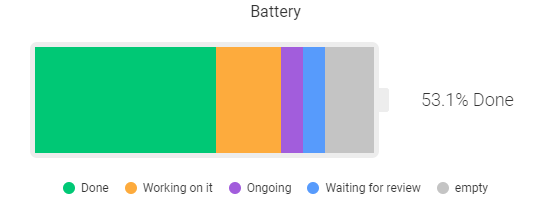 Battery
53.1% Done
Done Working on it Ongoing Waiting for review empty